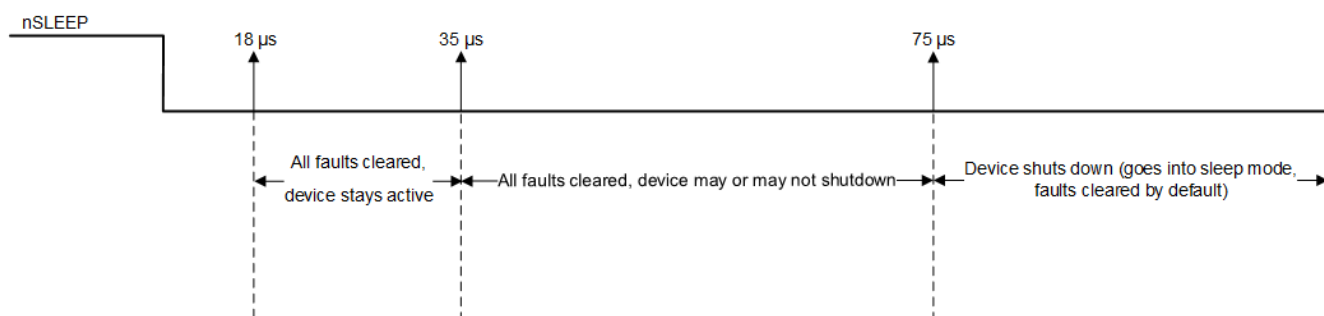 nSLEEP
18 µs
35 µs
75 µs
All faults cleared,
device stays active
All faults cleared, device may or may not shutdown
Device shuts down (goes into sleep mode,
faults cleared by default)